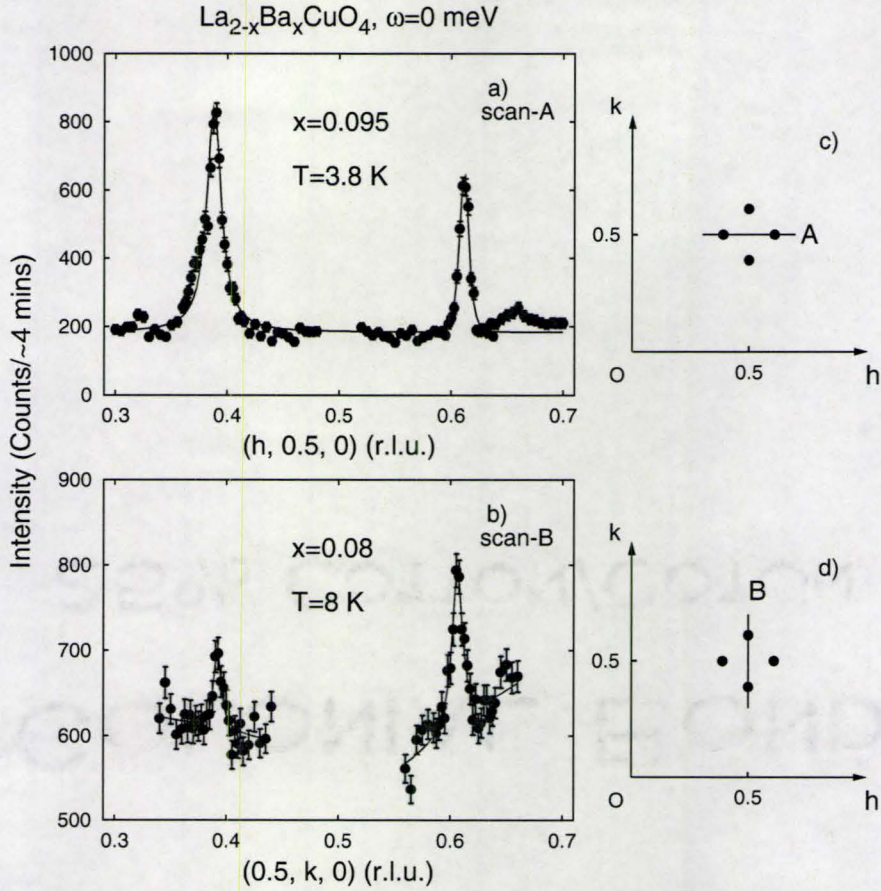 La2-xBaxCuO4, ω=0 meV
Intensity (Counts/~4 mins)
1000
800
600
400
200
0
a)
scan-A
x=0.095
T=3.8 K
0.3 0.4 0.5 0.6 0.7
(h, 0.5, 0) (r.l.u.)
k
c)
0.5
A
O
0.5
h
900
800
700
600
500
b)
scan-B
x=0.08
T=8 K
0.3 0.4 0.5 0.6 0.7
(0.5, k, 0) (r.l.u.)
k
d)
B
0.5
O
0.5
h